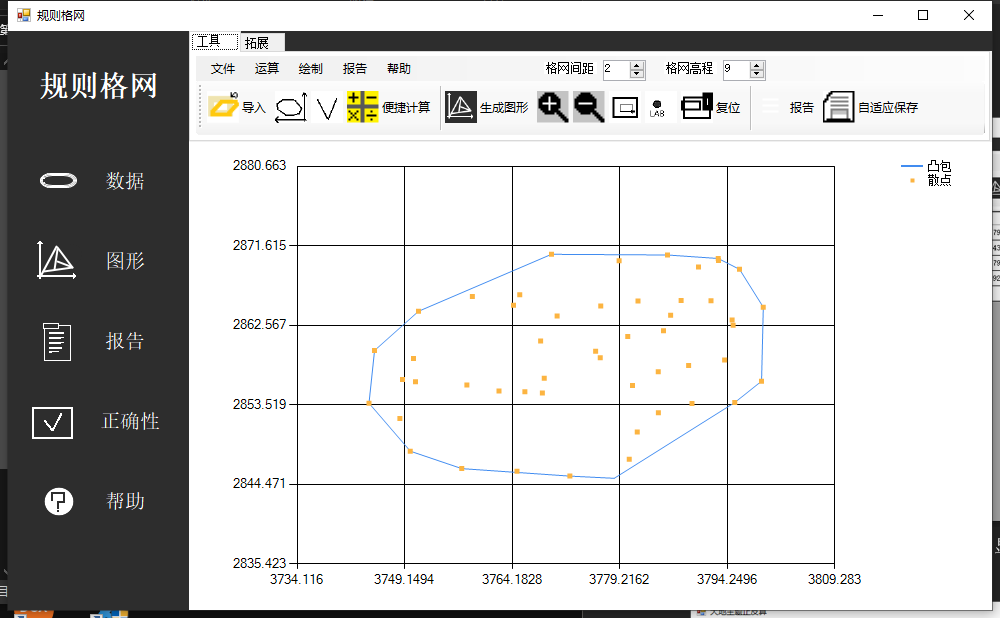 规则格网
规则格网
数据
图形
报告
正确性
帮助
工具 拓展
文件 运算 绘制 报告 帮助 格网间距 2 格网高程 9
导入 便捷计算 生成图形 LAB 复位 报告 自适应保存
凸包
散点
2880.663
2871.615
2862.567
2853.519
2844.471
2835.423
3734.116 3749.1494 3764.1828 3779.2162 3794.2496 3809.283